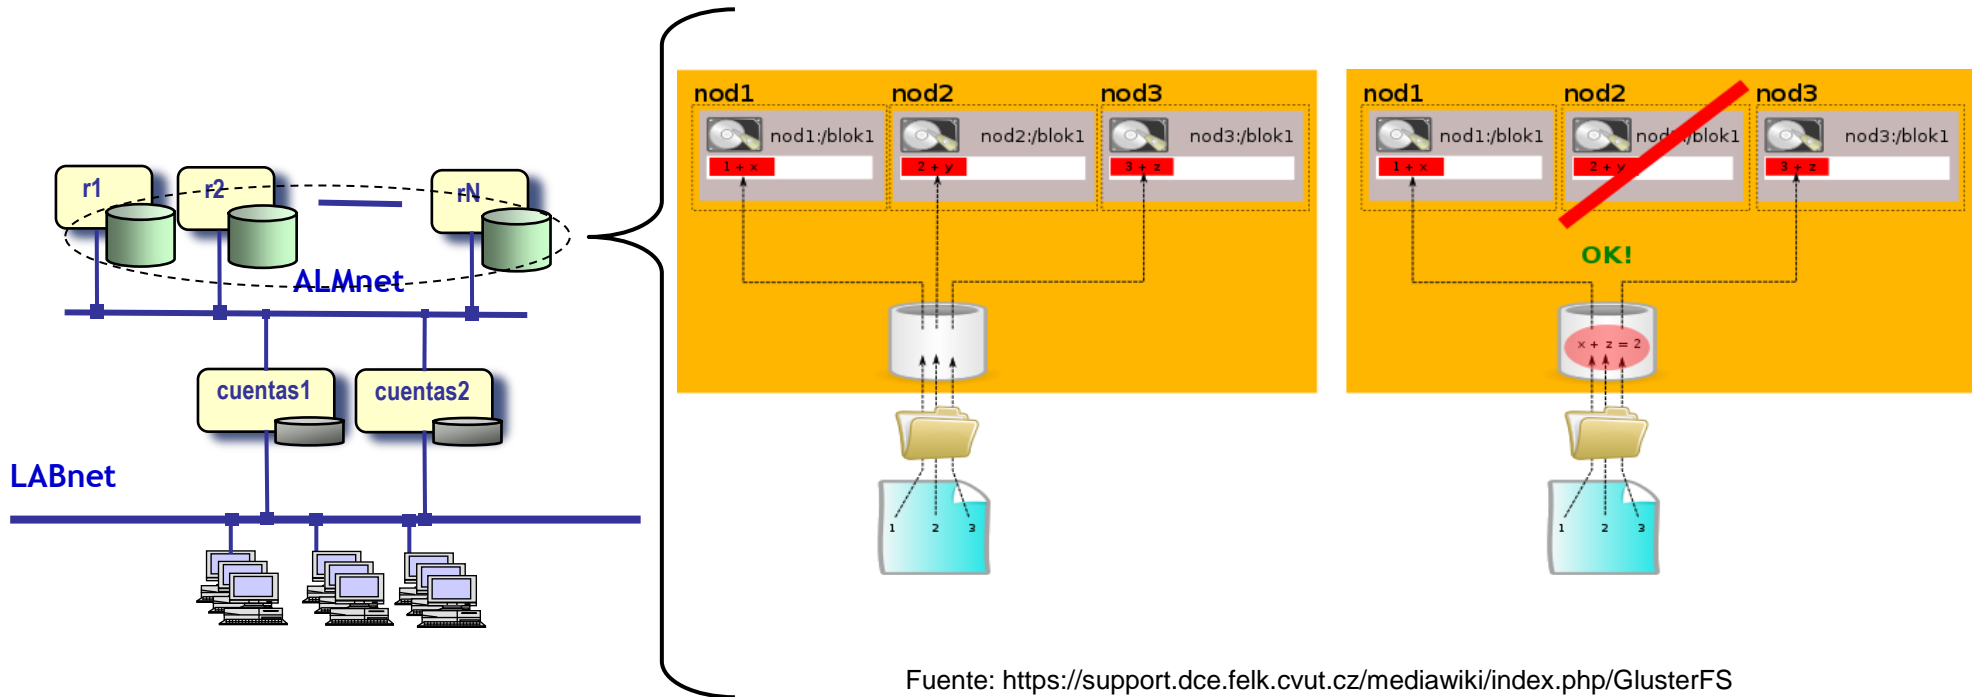 r1
r2
rN
ALMnet
cuentas1
cuentas2
LABnet
nod1
nod2
nod3
nod1:/blok1
nod2:/blok1
nod3:/blok1
1 + x
2 + y
3 + z
1
2
3
nod1
nod2
nod3
nod1:/blok1
nod2:/blok1
nod3:/blok1
1 + x
2 + y
3 + z
OK!
x + z = 2
1
2
3
Fuente: https://support.dce.felk.cvut.cz/mediawiki/index.php/GlusterFS